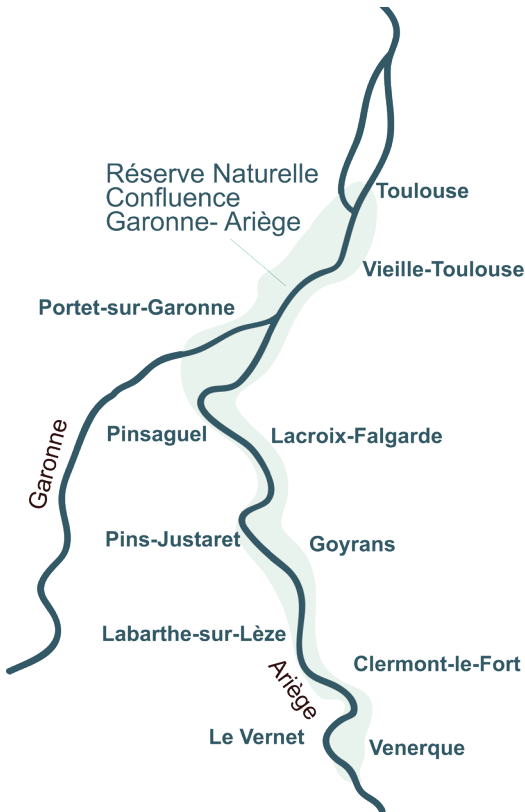 Réserve Naturelle
Confluence
Garonne- Ariège
Toulouse
Vieille-Toulouse
Portet-sur-Garonne
Garonne
Pinsaguel
Lacroix-Falgarde
Pins-Justaret
Goyrans
Labarthe-sur-Lèze
Ariège
Clermont-le-Fort
Le Vernet
Venerque